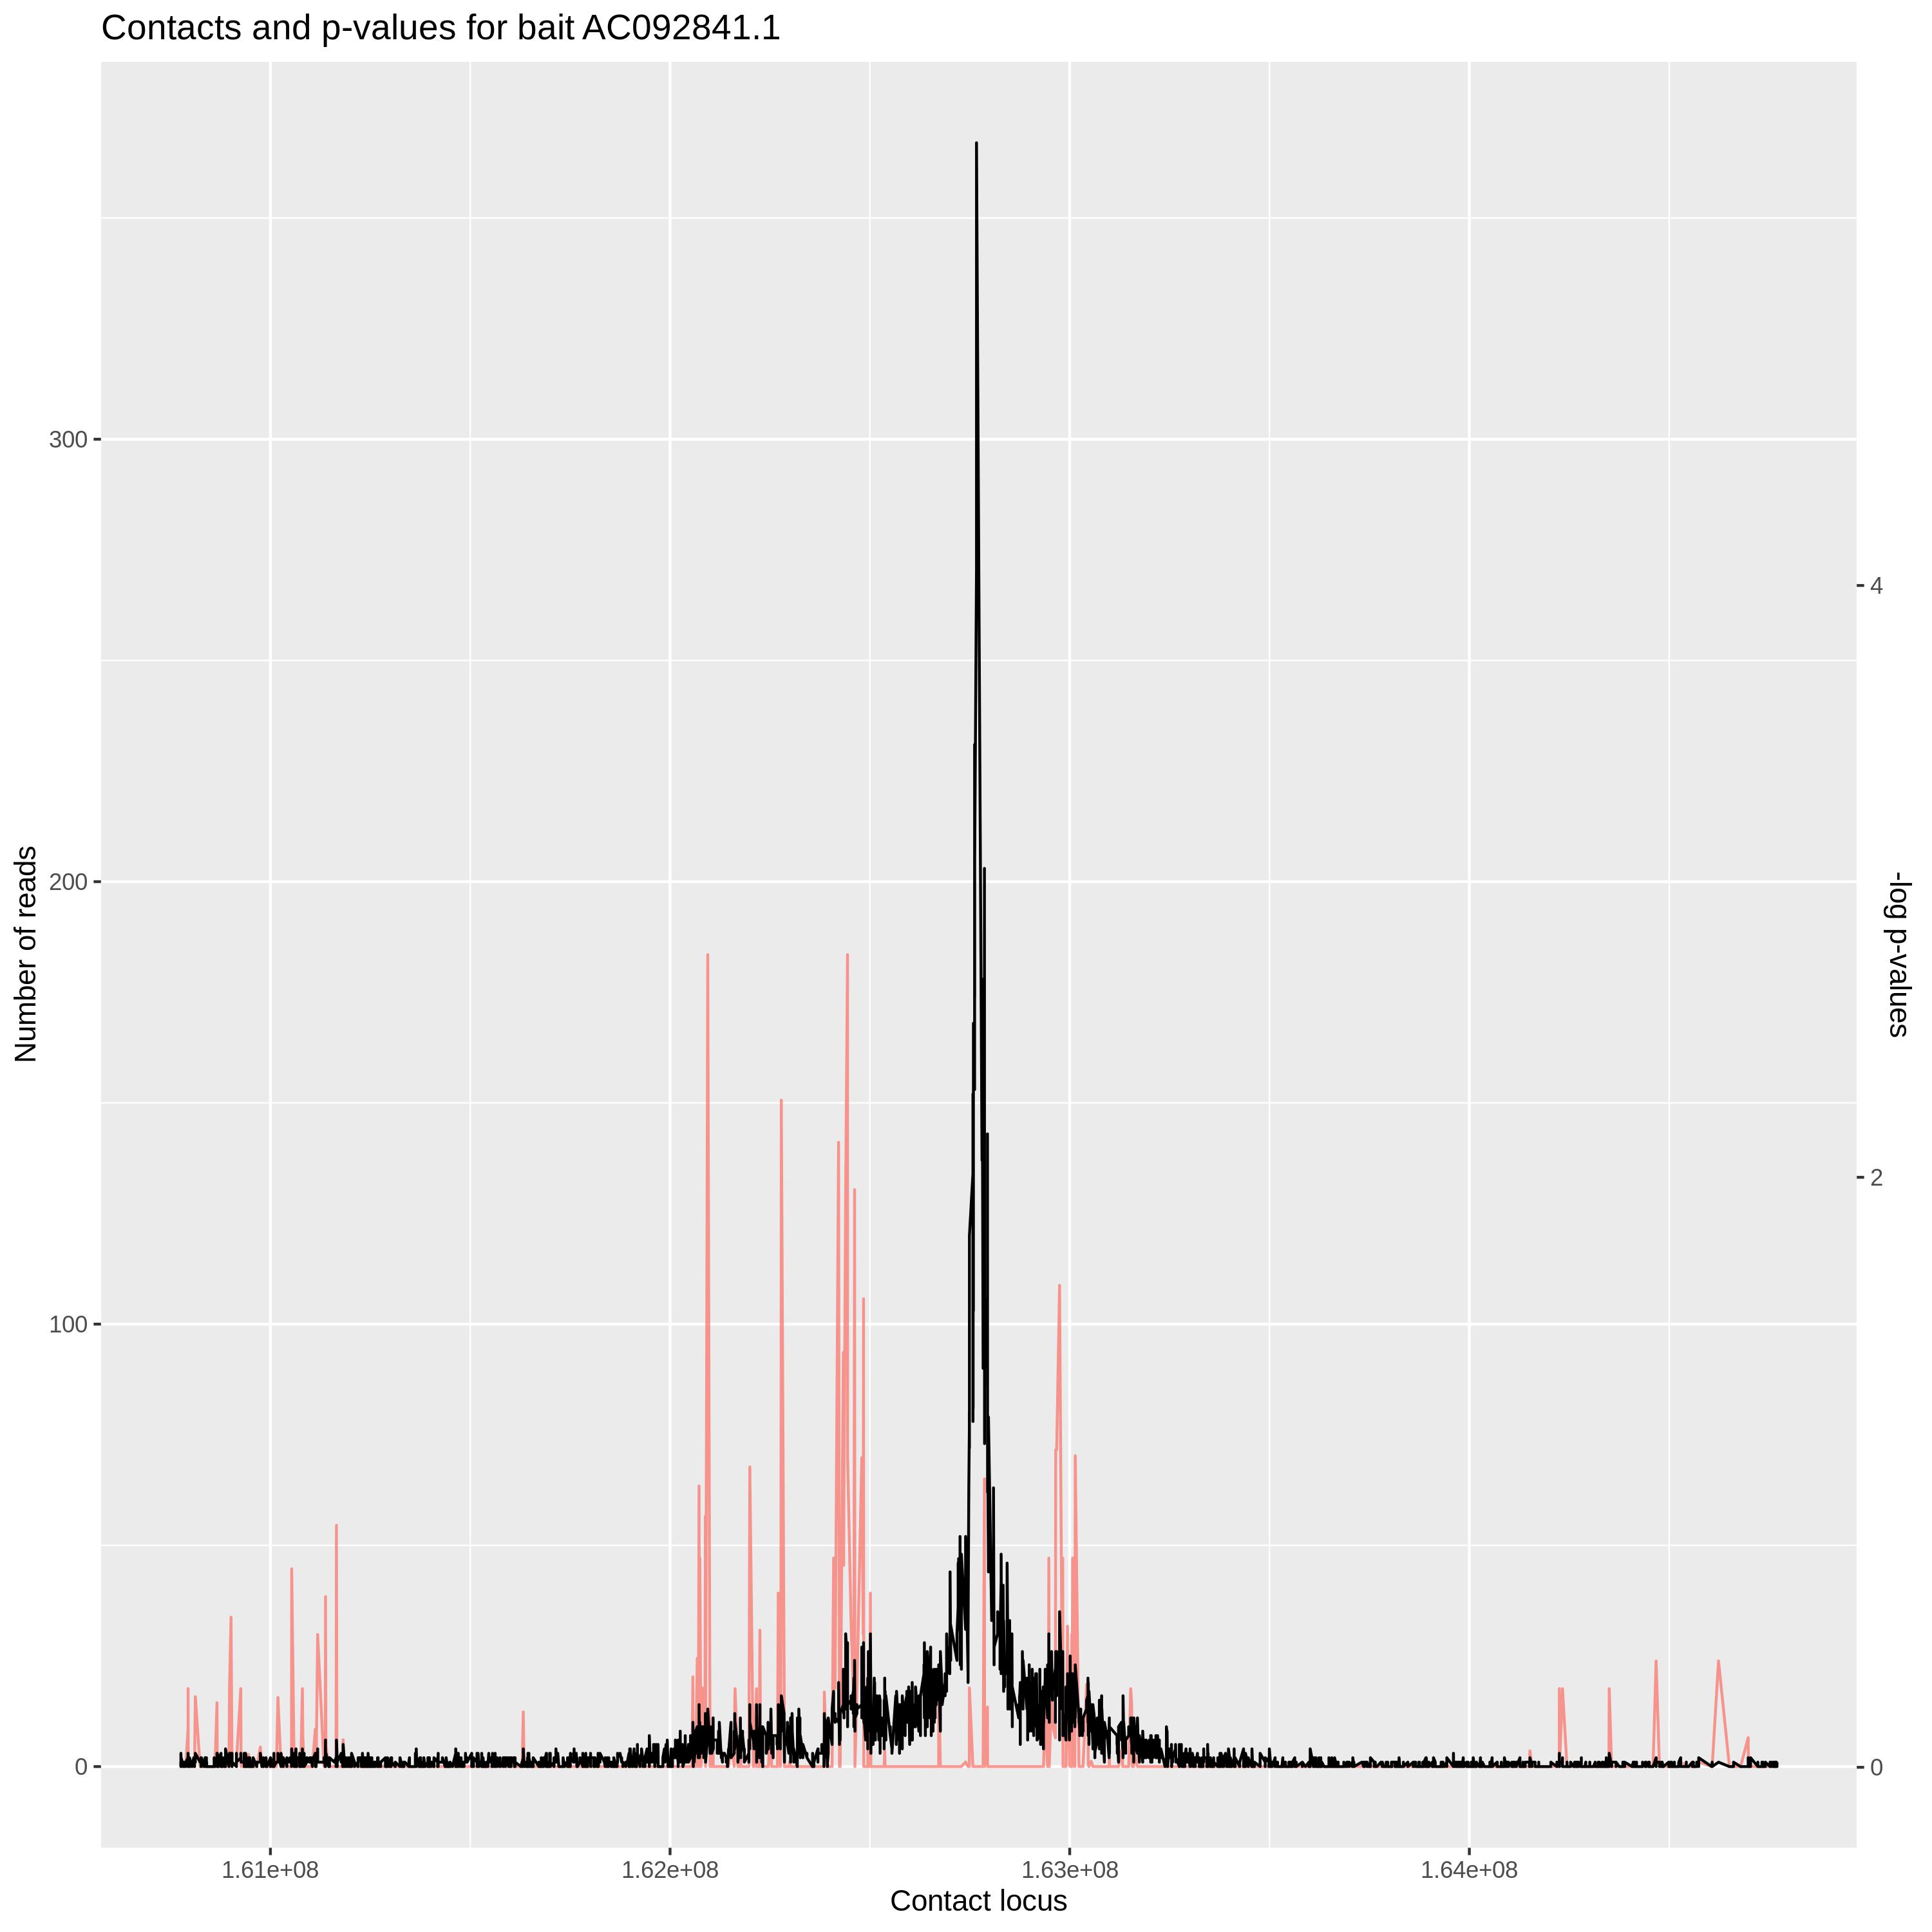 Contacts and p-values for bait AC092841.1
Number of reads
300
200
100
0
4
2
0
-log p-values
1.61e+08
1.62e+08
1.63e+08
1.64e+08
Contact locus